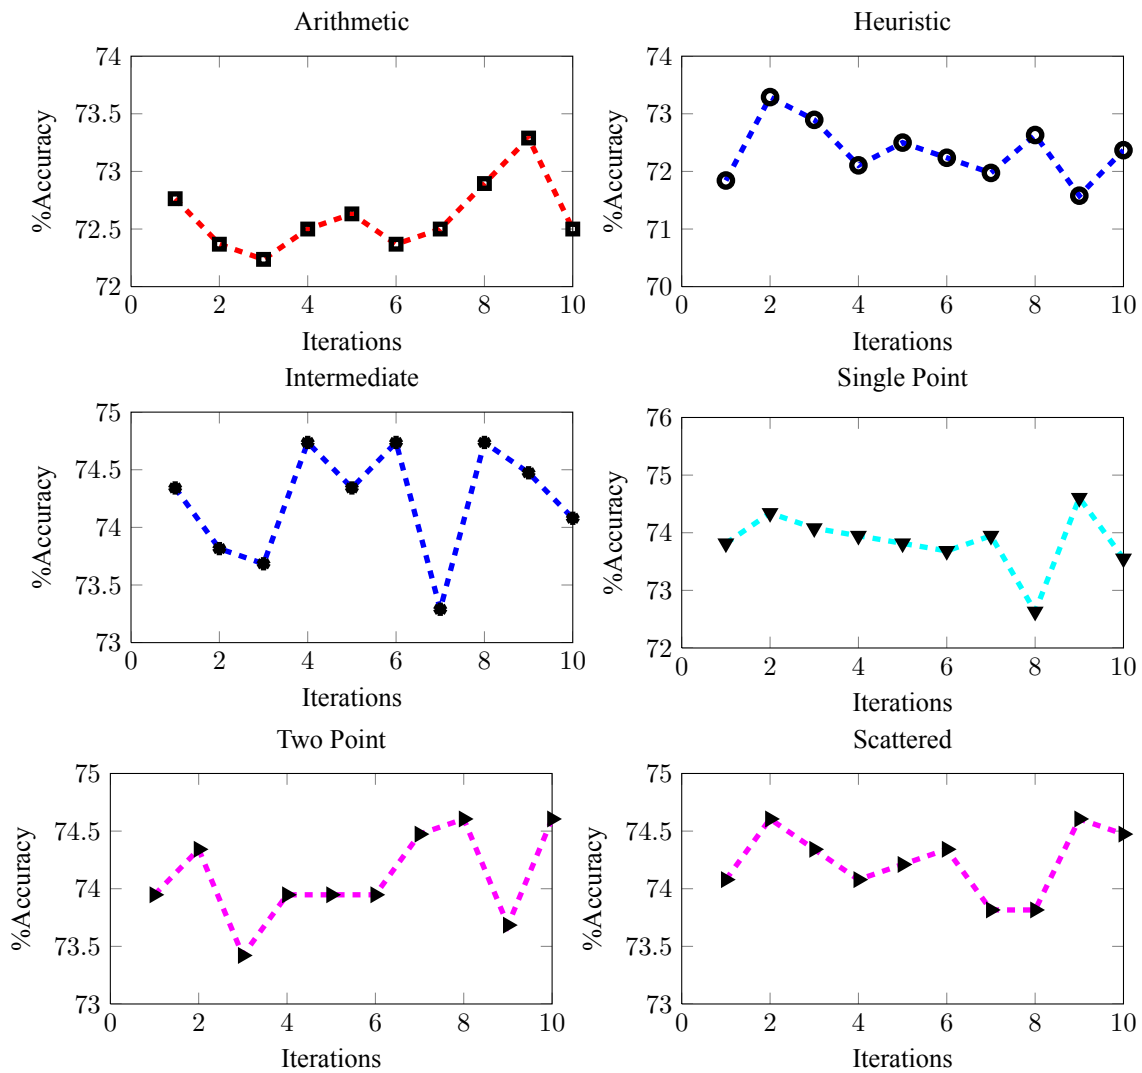 Arithmetic
74
73.5
73
72.5
72
0 2 4 6 8 10
%Accuracy
Iterations
Heuristic
74
73
72
71
70
0 2 4 6 8 10
%Accuracy
Iterations
Intermediate
75
74.5
74
73.5
73
0 2 4 6 8 10
%Accuracy
Iterations
Single Point
76
75
74
73
72
0 2 4 6 8 10
%Accuracy
Iterations
Two Point
75
74.5
74
73.5
73
0 2 4 6 8 10
%Accuracy
Iterations
Scattered
75
74.5
74
73.5
73
0 2 4 6 8 10
%Accuracy
Iterations